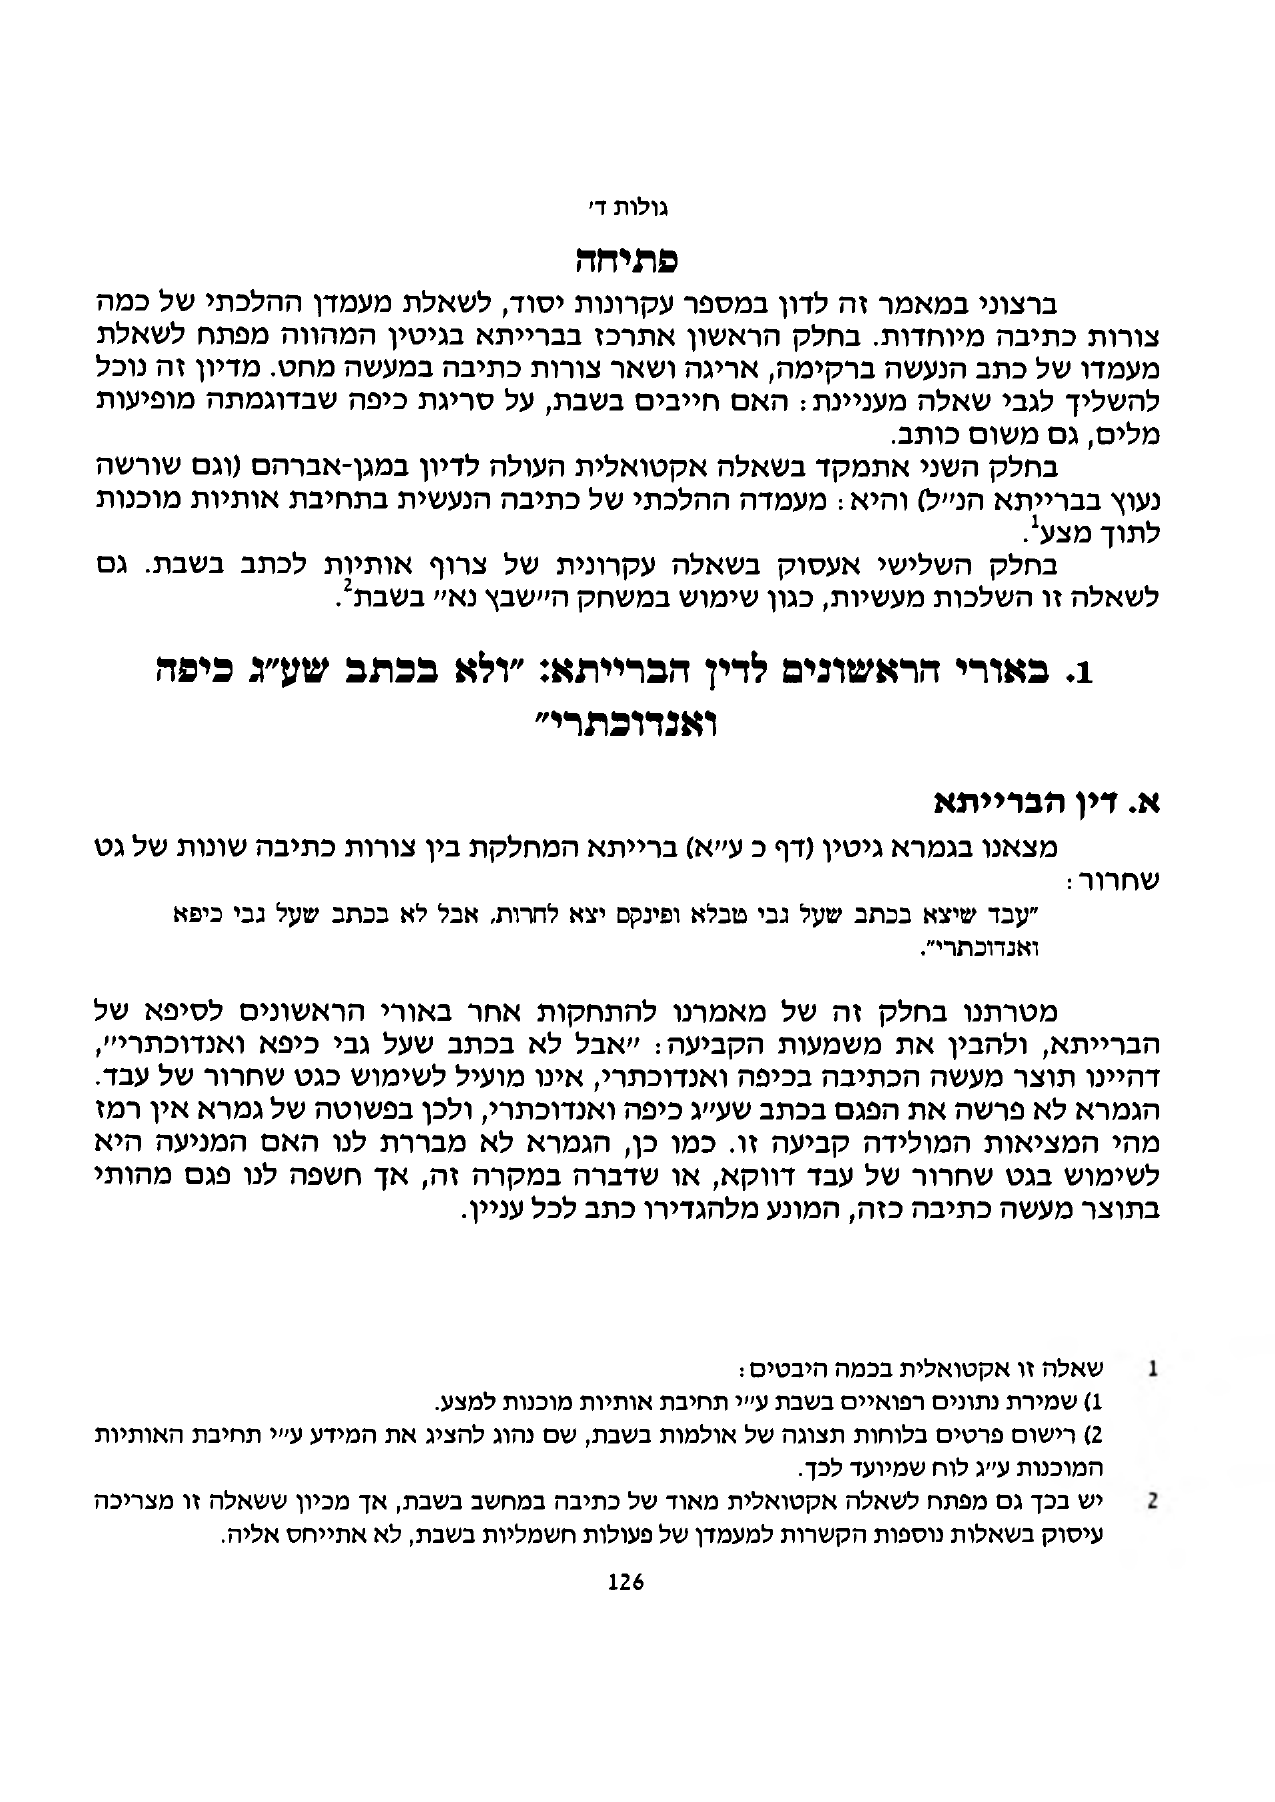 גולות ד'
פתיחה
ברצוני במאמר זה לדון במספר עקרונות יסוד, לשאלת מעמדן ההלכתי של כמה
צורות כתיבה מיוחדות. בחלק הראשון אתרכז בברייתא בגיטין המהווה מפתח לשאלת
מעמדו של כתב הנעשה ברקימה, אריגה ושאר צורות כתיבה במעשה מחט. מדיון זה נוכל
להשליך לגבי שאלה מעניינת: האם חייבים בשבת, על סריגת כיפה שבדוגמתה מופיעות
מלים, גם משום כותב.
בחלק השני אתמקד בשאלה אקטואלית העולה לדיון במגן-אברהם (וגם שורשה
נעוץ בברייתא הנ"ל) והיא: מעמדה ההלכתי של כתיבה הנעשית בתחיבת אותיות מוכנות
לתוך מצע1.
בחלק השלישי אעסוק בשאלה עקרונית של צרוף אותיות לכתב בשבת. גם
לשאלה זו השלכות מעשיות, כגון שימוש במשחק ה"שבץ נא" בשבת2.
1. באורי הראשונים לדין הברייתא: "ולא בכתב שע"ג כיפה
ואנדוכתרי"
א. דין הברייתא
מצאנו בגמרא גיטין (דף כ ע"א) ברייתא המחלקת בין צורות כתיבה שונות של גט
שחרור:
"עבד שיצא בכתב שעל גבי טבלא ופינקם יצא לחרות, אבל לא בכתב שעל גבי כיפא
ואנדוכתרי".
מטרתנו בחלק זה של מאמרנו להתחקות אחר באורי הראשונים לסיפא של
הברייתא, ולהבין את משמעות הקביעה: "אבל לא בכתב שעל גבי כיפא ואנדוכתרי",
דהיינו תוצר מעשה הכתיבה בכיפה ואנדוכתרי, אינו מועיל לשימוש כגט שחרור של עבד.
הגמרא לא פרשה את הפגם בכתב שע"ג כיפה ואנדוכתרי, ולכן בפשוטה של גמרא אין רמז
מהי המציאות המולידה קביעה זו. כמו כן, הגמרא לא מבררת לנו האם המניעה היא
לשימוש בגט שחרור של עבד דווקא, או שדברה במקרה זה, אך חשפה לנו פגם מהותי
בתוצר מעשה כתיבה כזה, המונע מלהגדירו כתב לכל עניין.
1 שאלה זו אקטואלית בכמה היבטים:
1) שמירת נתונים רפואיים בשבת ע"י תחיבת אותיות מוכנות למצע.
2) רישום פרטים בלוחות תצוגה של אולמות בשבת, שם נהוג להציג את המידע ע"י תחיבת האותיות
המוכנות ע"ג לוח שמיועד לכך.
2 יש בכך גם מפתח לשאלה אקטואלית מאוד של כתיבה במחשב בשבת, אך מכיון ששאלה זו מצריכה
עיסוק בשאלות נוספות הקשרות למעמדן של פעולות חשמליות בשבת, לא אתייחס אליה.
126